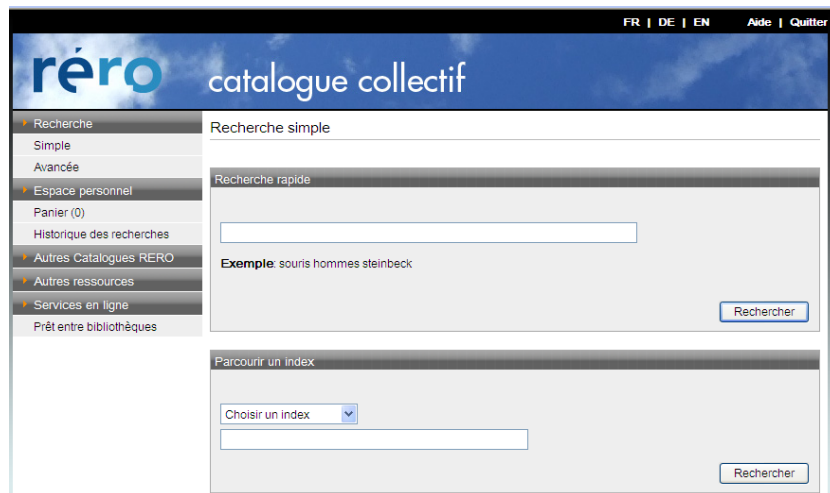 FR | DE | EN Aide | Quitter
réro catalogue collectif
Recherche
Simple
Avancée
Espace personnel
Panier (0)
Historique des recherches
Autres Catalogues RERO
Autres ressources
Services en ligne
Prêt entre bibliothèques
Recherche simple
Recherche rapide
Exemple: souris hommes steinbeck
Rechercher
Parcourir un index
Choisir un index
Rechercher